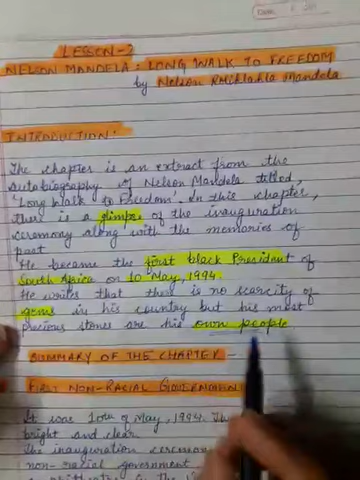 LESSON-2
NELSON MANDELA: LONG WALK TO FREEDOM
by Nelson Rolihlahla Mandela
INTRODUCTION:
The chapter is an extract from the
autobiography of Nelson Mandela titled,
'Long Walk to Freedom'. In this chapter,
there is a glimpse of the inauguration
ceremony along with the memories of
past
He became the first black President of
South Africa on 10 May, 1994.
He writes that there is no scarcity of
gems in his country but his most
precious stones are his own people
SUMMARY OF THE CHAPTER -
FIRST NON-RACIAL GOVERNMENT
It was 10th of May, 1994.
bright and clear
The inauguration ceremony
non-racial government